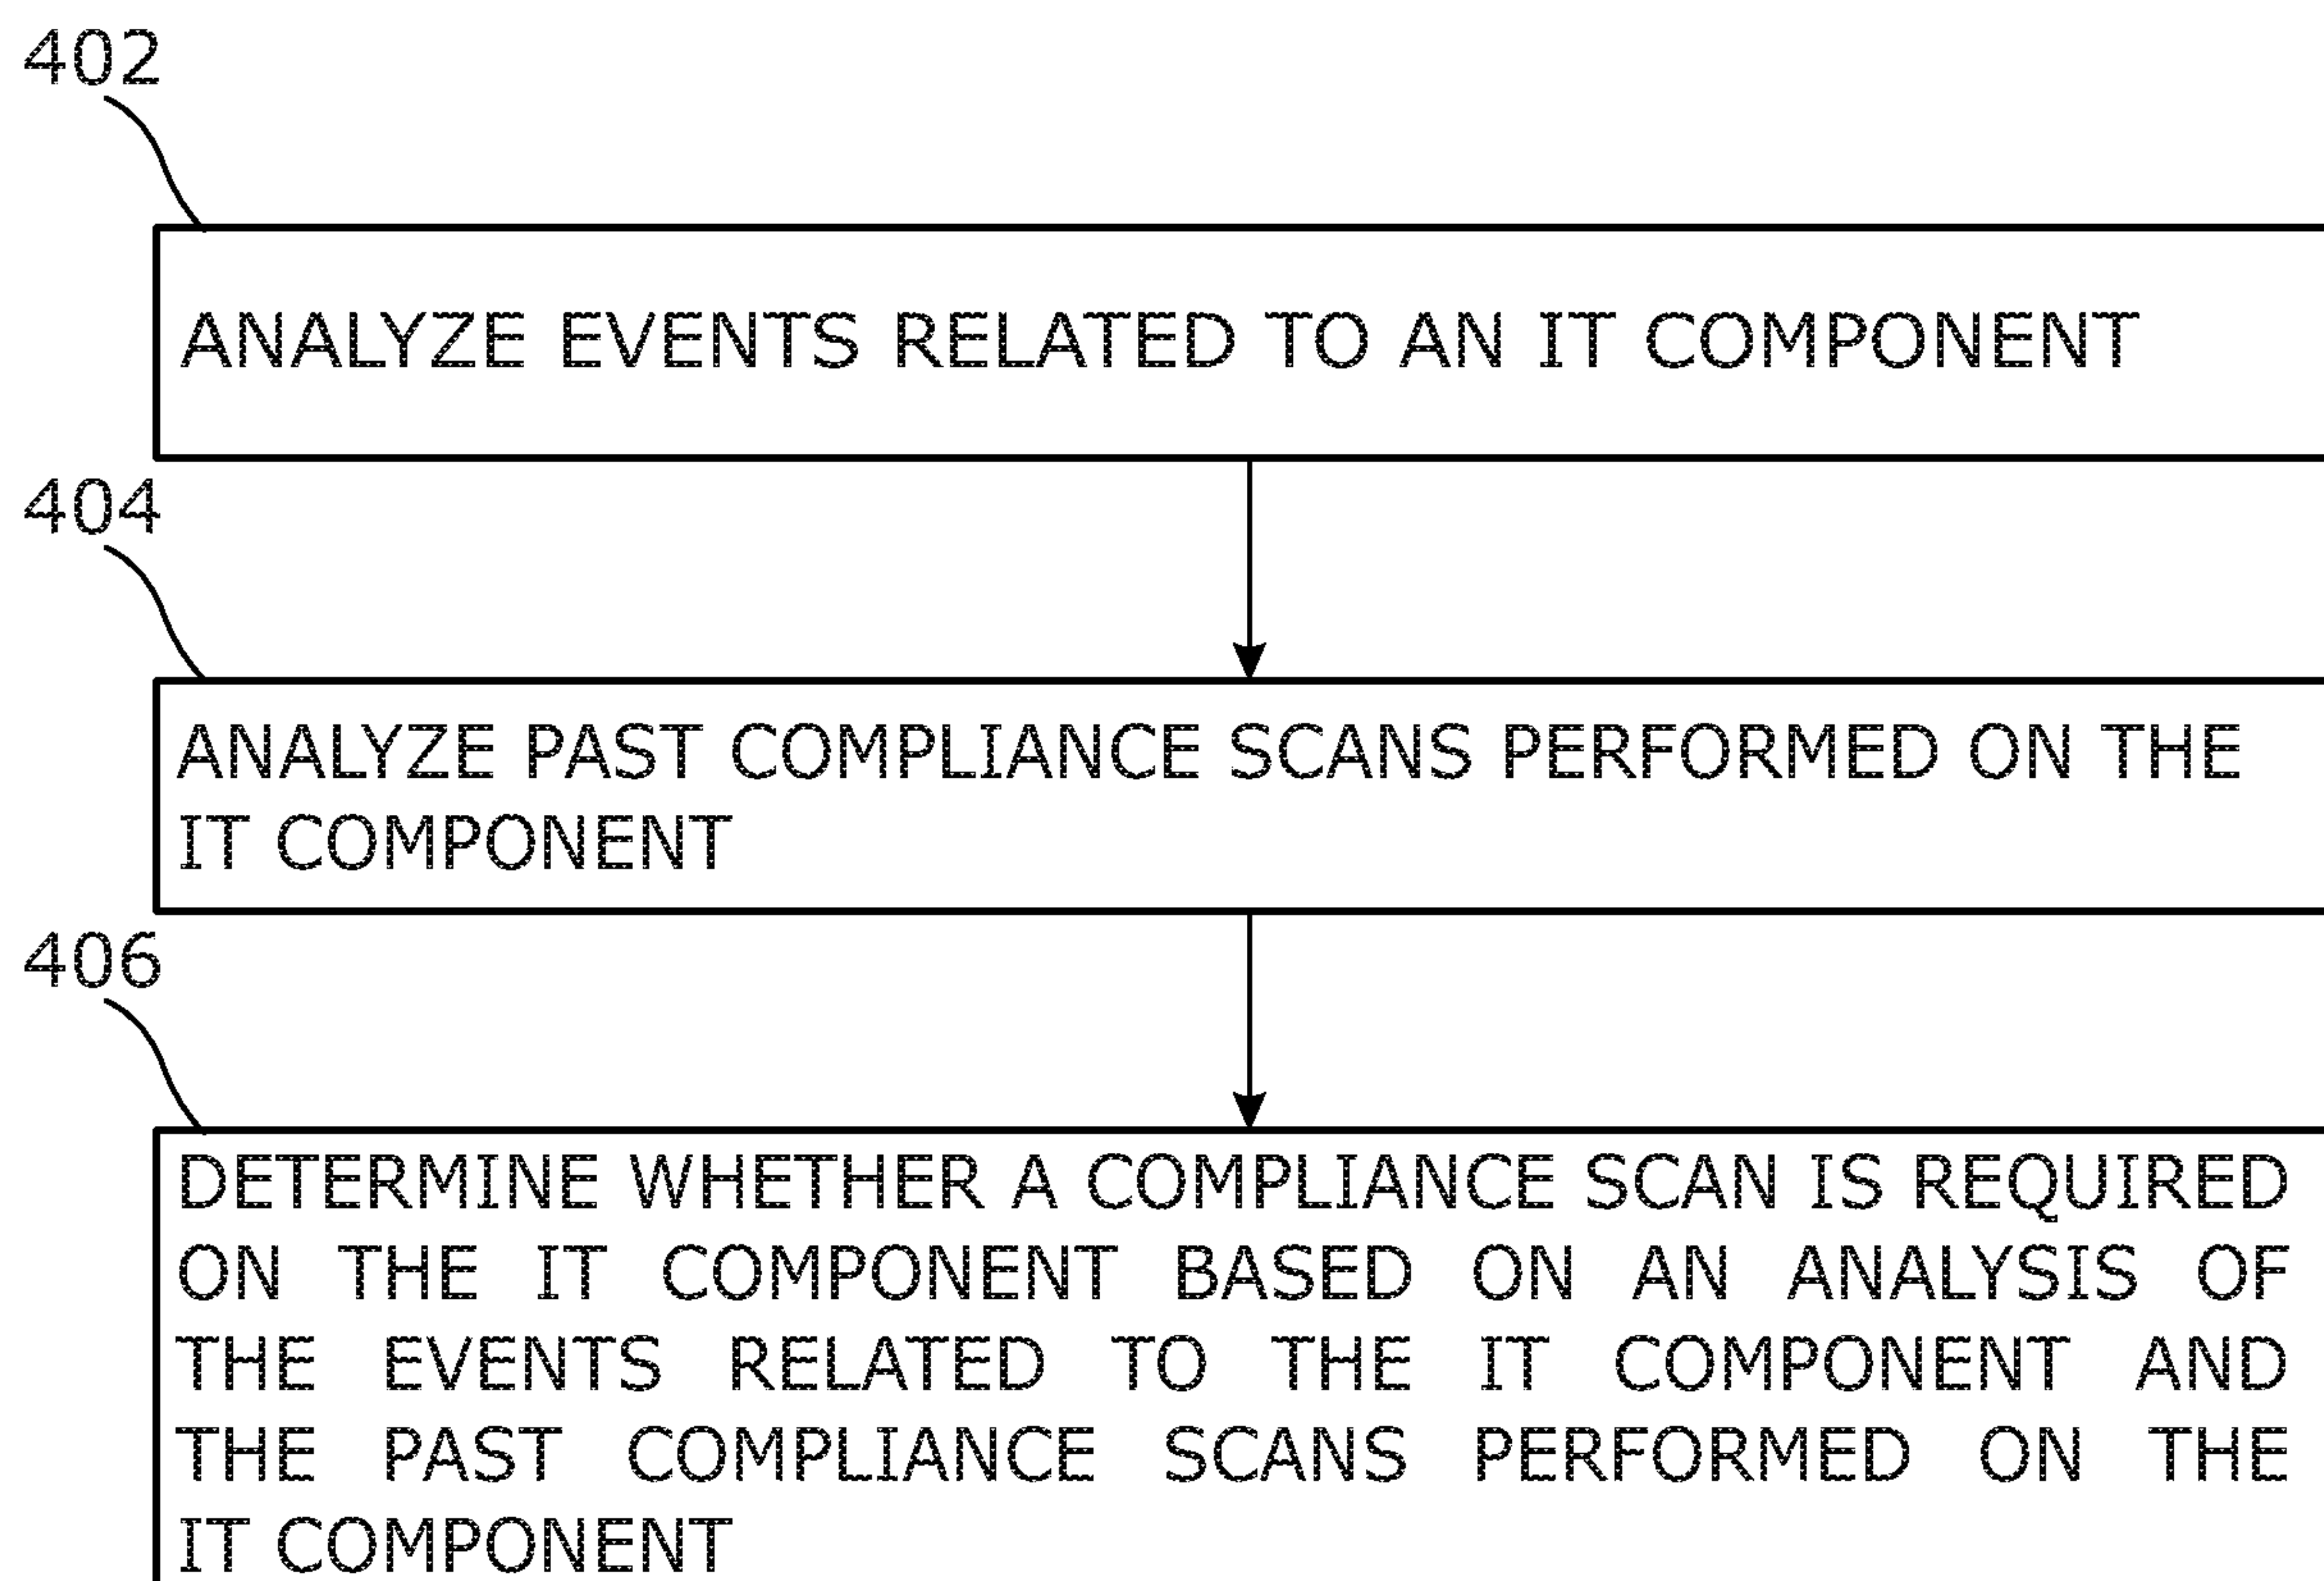 402
ANALYZE EVENTS RELATED TO AN IT COMPONENT
404
ANALYZE PAST COMPLIANCE SCANS PERFORMED ON THE
IT COMPONENT
406
DETERMINE WHETHER A COMPLIANCE SCAN IS REQUIRED
ON THE IT COMPONENT BASED ON AN ANALYSIS OF
THE EVENTS RELATED TO THE IT COMPONENT AND
THE PAST COMPLIANCE SCANS PERFORMED ON THE
IT COMPONENT